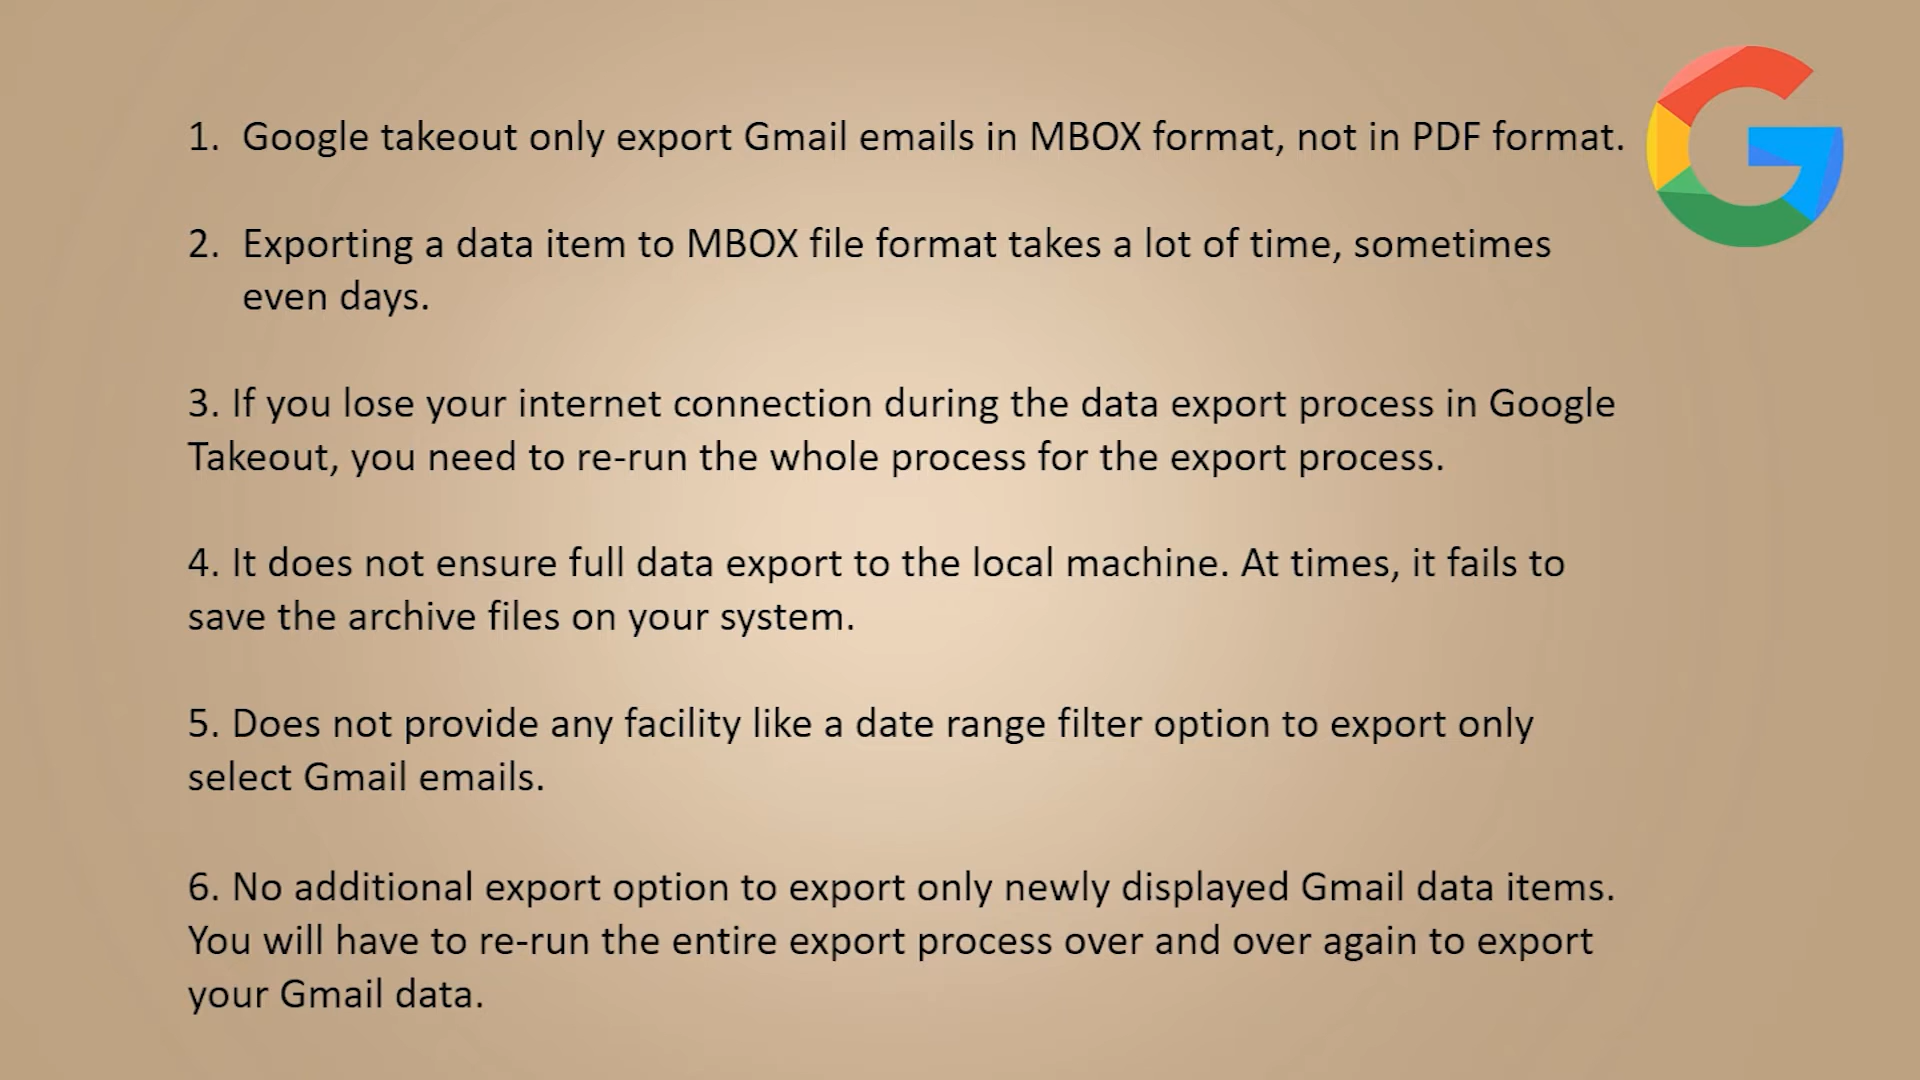 1. Google takeout only export Gmail emails in MBOX format, not in PDF format.
2. Exporting a data item to MBOX file format takes a lot of time, sometimes
even days.
3. If you lose your internet connection during the data export process in Google
Takeout, you need to re-run the whole process for the export process.
4. It does not ensure full data export to the local machine. At times, it fails to
save the archive files on your system.
5. Does not provide any facility like a date range filter option to export only
select Gmail emails.
6. No additional export option to export only newly displayed Gmail data items.
You will have to re-run the entire export process over and over again to export
your Gmail data.